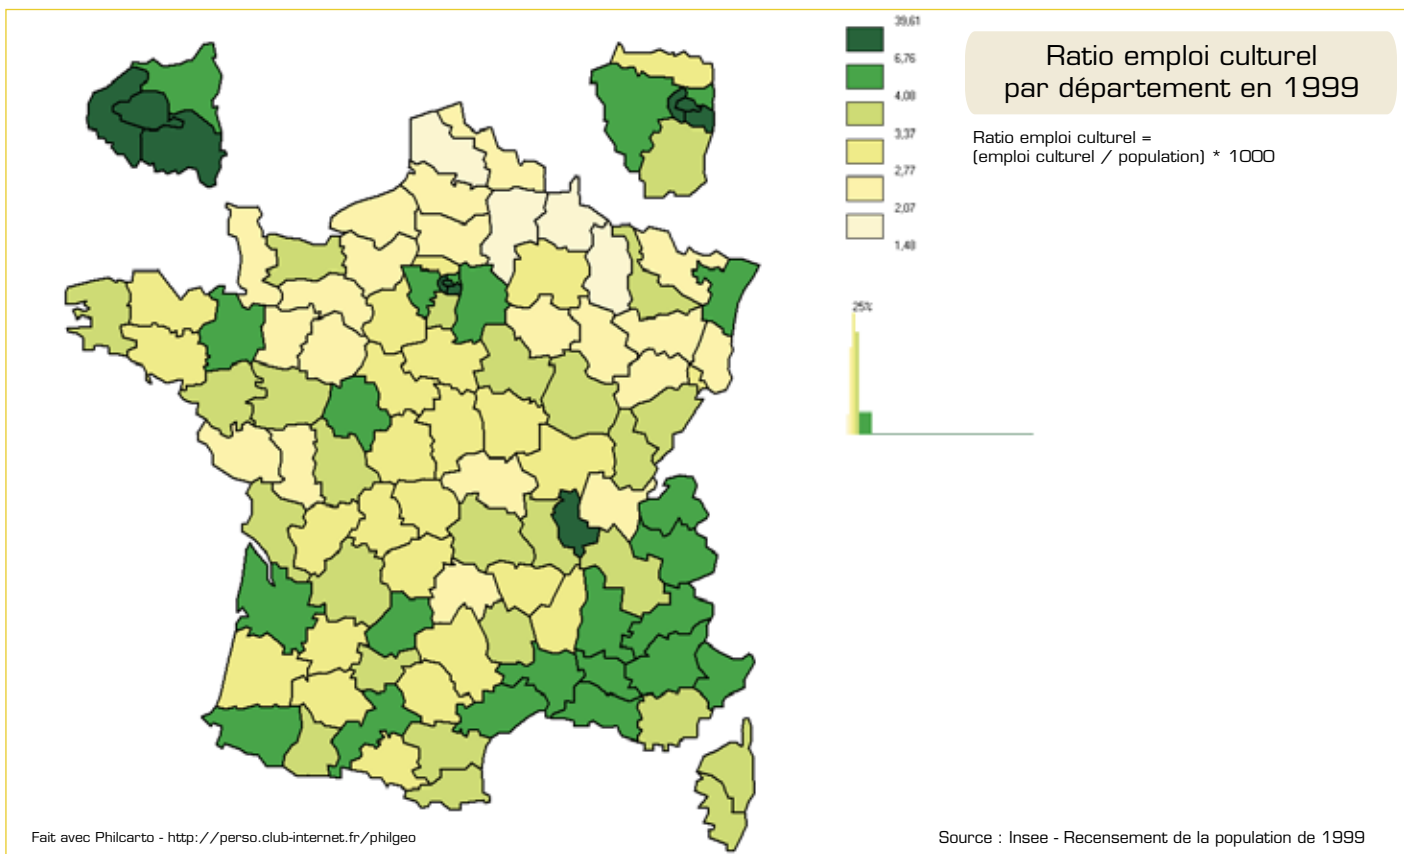 Ratio emploi culturel
par département en 1999
Ratio emploi culturel =
(emploi culturel / population) * 1000
39,61
6,76
4,08
3,37
2,77
2,07
1,48
25%
Fait avec Philcarto - http://perso.club-internet.fr/philgeo
Source : Insee - Recensement de la population de 1999